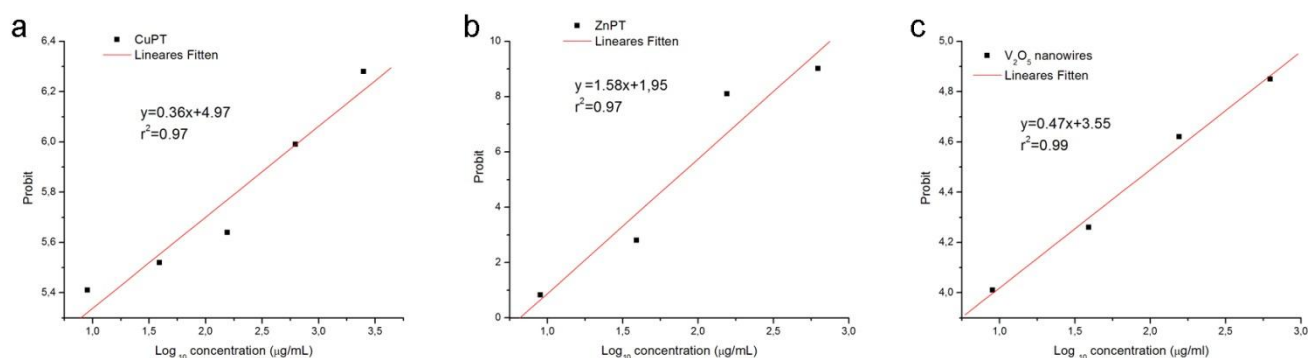 a
CuPT
Lineares Fitten
y=0.36x+4.97
r²=0.97
6,4
6,2
6,0
5,8
5,6
5,4
Probit
1,0 1,5 2,0 2,5 3,0 3,5
Log₁₀ concentration (μg/mL)
b
ZnPT
Lineares Fitten
y=1.58x+1,95
r²=0.97
10
8
6
4
2
0
Probit
1,0 1,5 2,0 2,5 3,0
Log₁₀ concentration (μg/mL)
c
V₂O₅ nanowires
Lineares Fitten
y=0.47x+3.55
r²=0.99
5,0
4,8
4,6
4,4
4,2
4,0
Probit
1,0 1,5 2,0 2,5 3,0
Log₁₀ concentration (μg/ml)